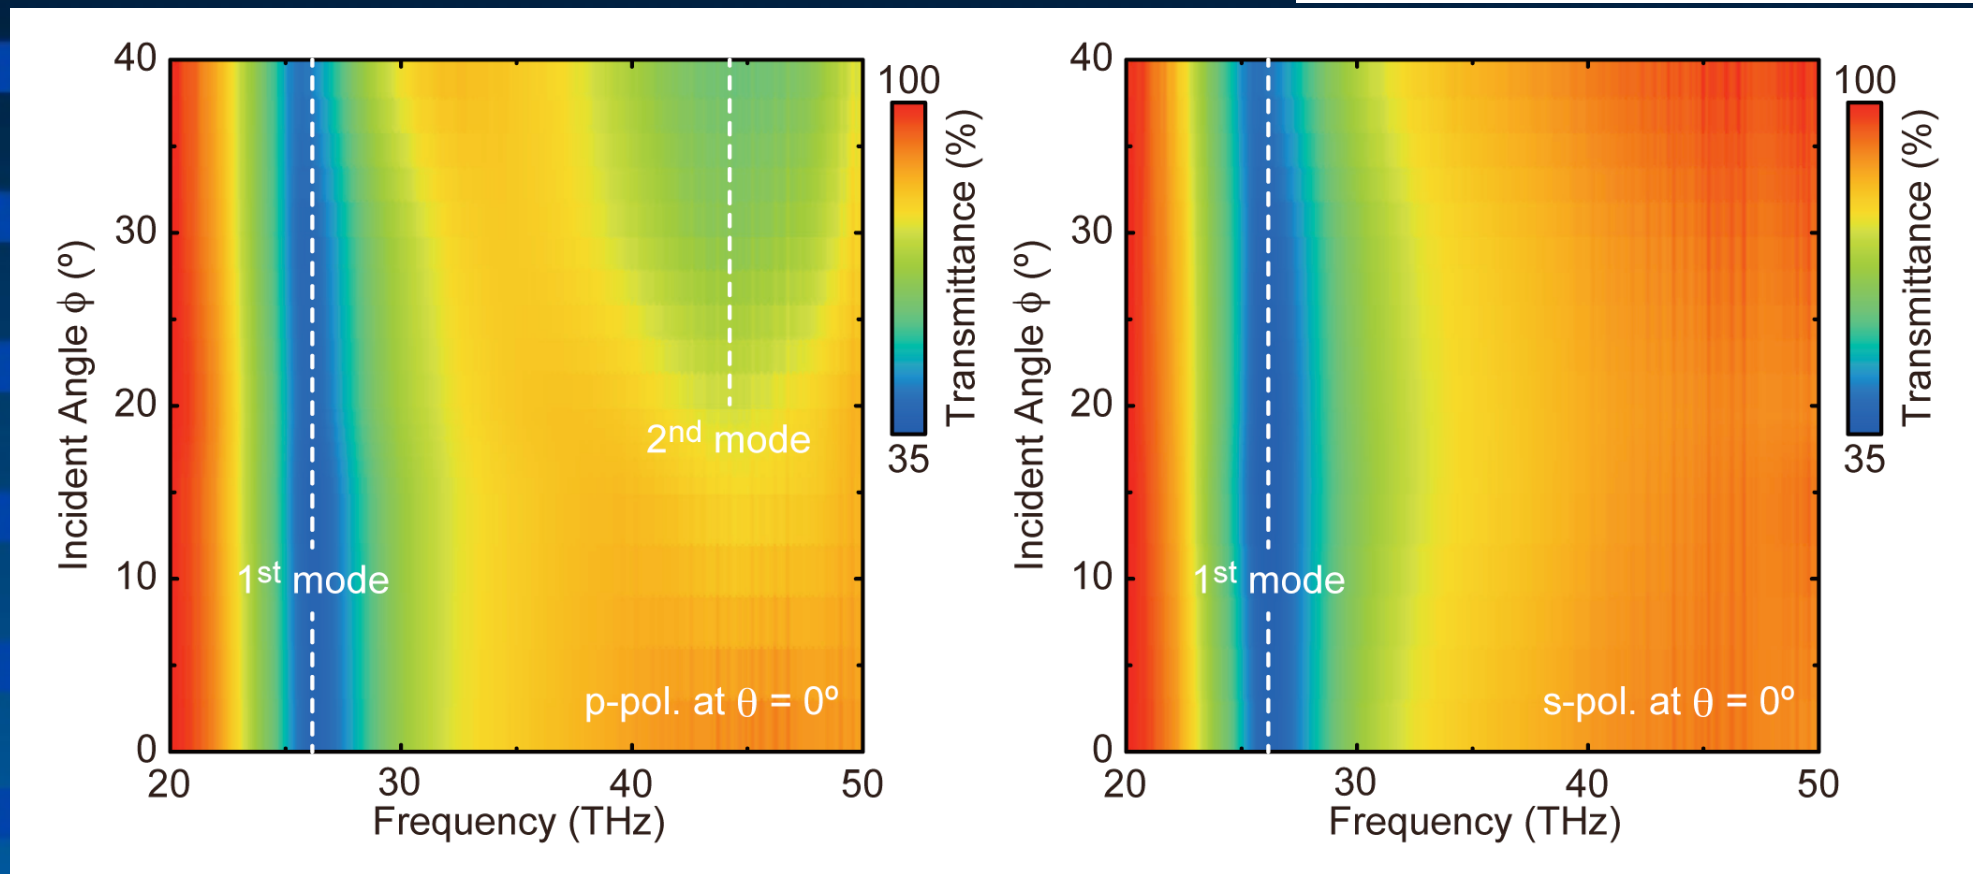 40
30
20
10
0
Incident Angle ϕ (º)
1st mode
2nd mode
p-pol. at θ = 0º
20
30
40
50
Frequency (THz)
100
35
Transmittance (%)
40
30
20
10
0
Incident Angle ϕ (º)
1st mode
s-pol. at θ = 0º
20
30
40
50
Frequency (THz)
100
35
Transmittance (%)